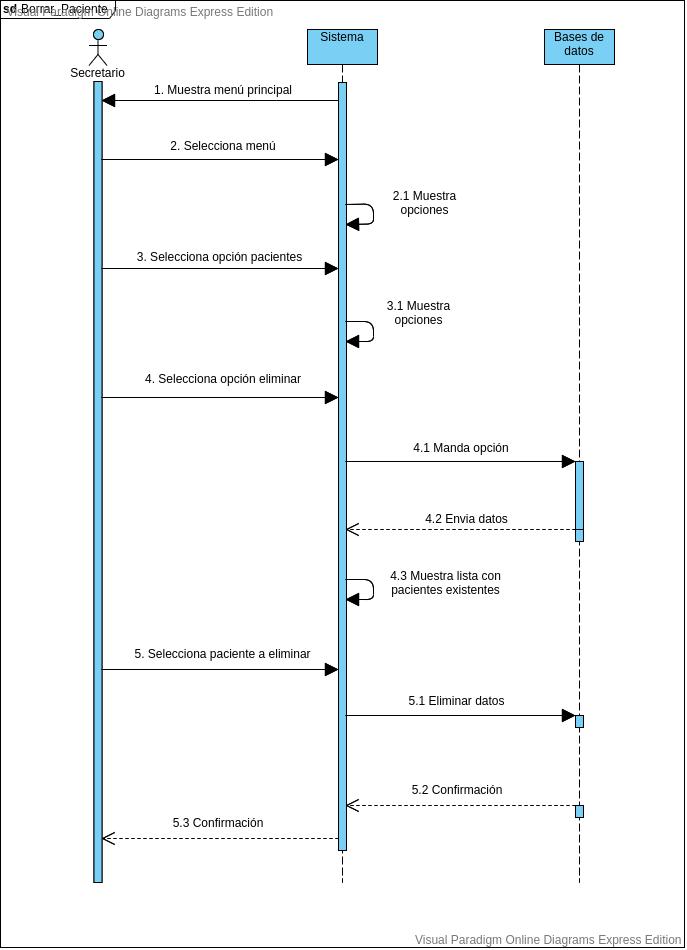 sd Borrar_Paciente
Visual Paradigm Online Diagrams Express Edition
Sistema
Bases de
datos
Secretario
1. Muestra menú principal
2. Selecciona menú
2.1 Muestra
opciones
3. Selecciona opción pacientes
3.1 Muestra
opciones
4. Selecciona opción eliminar
4.1 Manda opción
4.2 Envia datos
4.3 Muestra lista con
pacientes existentes
5. Selecciona paciente a eliminar
5.1 Eliminar datos
5.2 Confirmación
5.3 Confirmación
Visual Paradigm Online Diagrams Express Edition